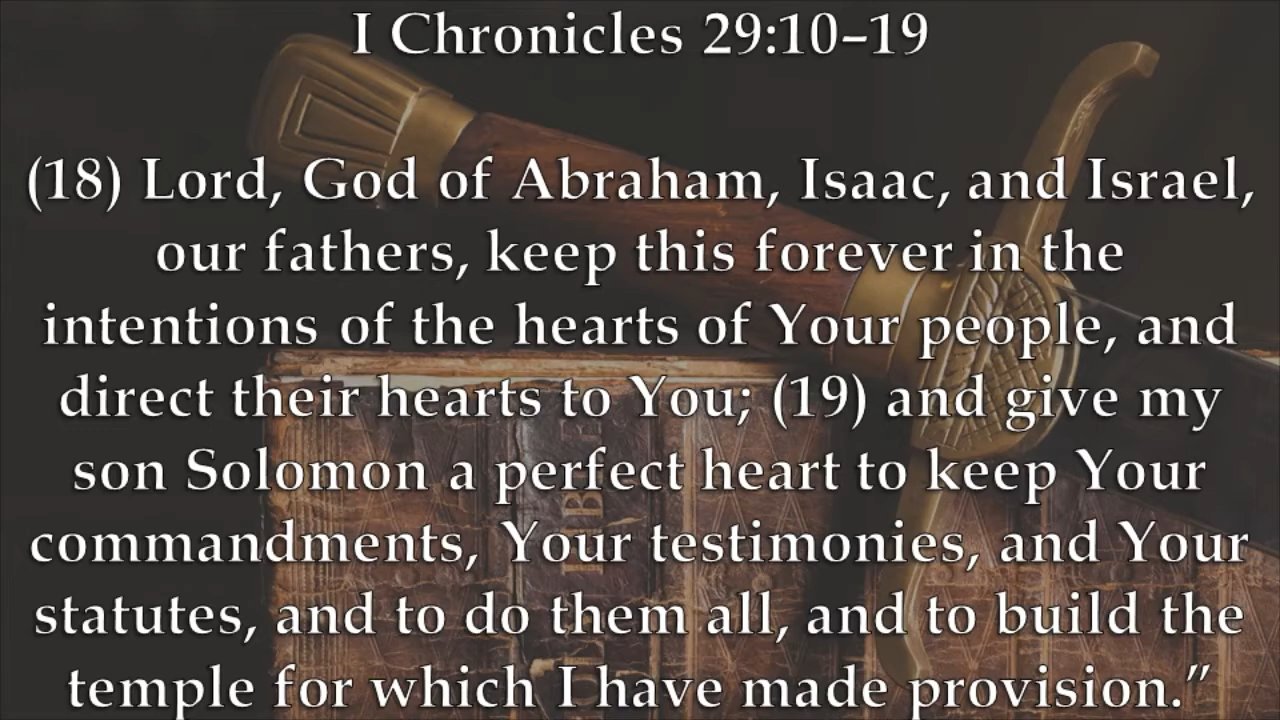 I Chronicles 29:10–19
(18) Lord, God of Abraham, Isaac, and Israel,
our fathers, keep this forever in the
intentions of the hearts of Your people, and
direct their hearts to You; (19) and give my
son Solomon a perfect heart to keep Your
commandments, Your testimonies, and Your
statutes, and to do them all, and to build the
temple for which I have made provision.”